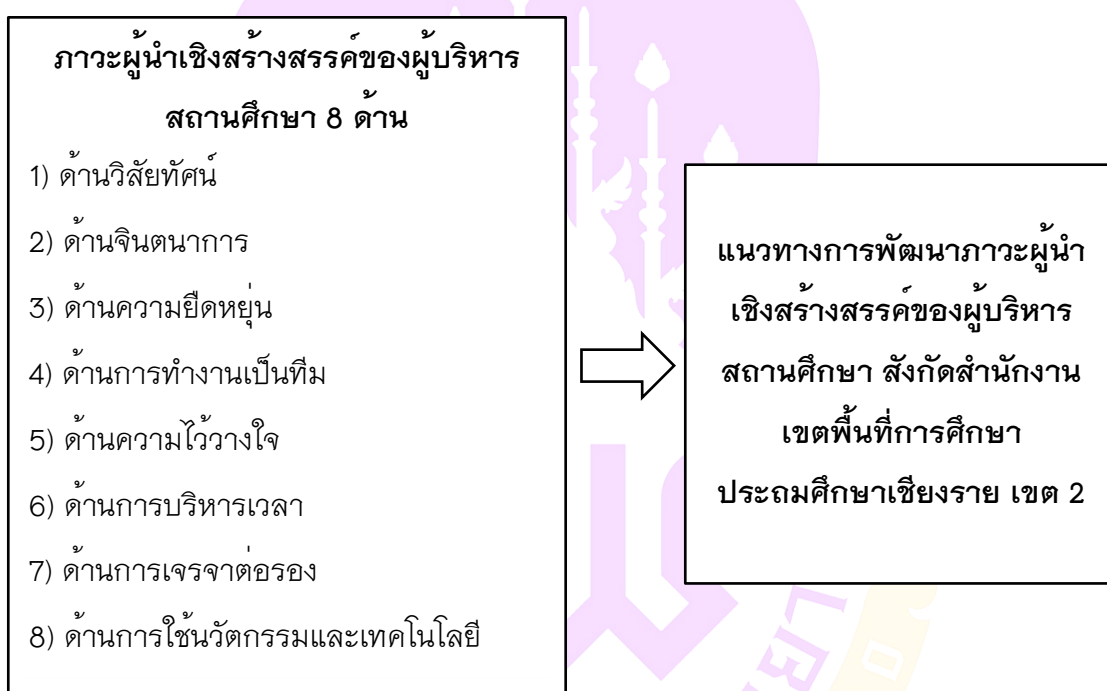 ภาวะผู้นำเชิงสร้างสรรค์ของผู้บริหาร
สถานศึกษา 8 ด้าน
1) ด้านวิสัยทัศน์
2) ด้านจินตนาการ
3) ด้านความยืดหยุ่น
4) ด้านการทำงานเป็นทีม
5) ด้านความไว้วางใจ
6) ด้านการบริหารเวลา
7) ด้านการเจรจาต่อรอง
8) ด้านการใช้นวัตกรรมและเทคโนโลยี
แนวทางการพัฒนาภาวะผู้นำ
เชิงสร้างสรรค์ของผู้บริหาร
สถานศึกษา สังกัดสำนักงาน
เขตพื้นที่การศึกษา
ประถมศึกษาเชียงราย เขต 2